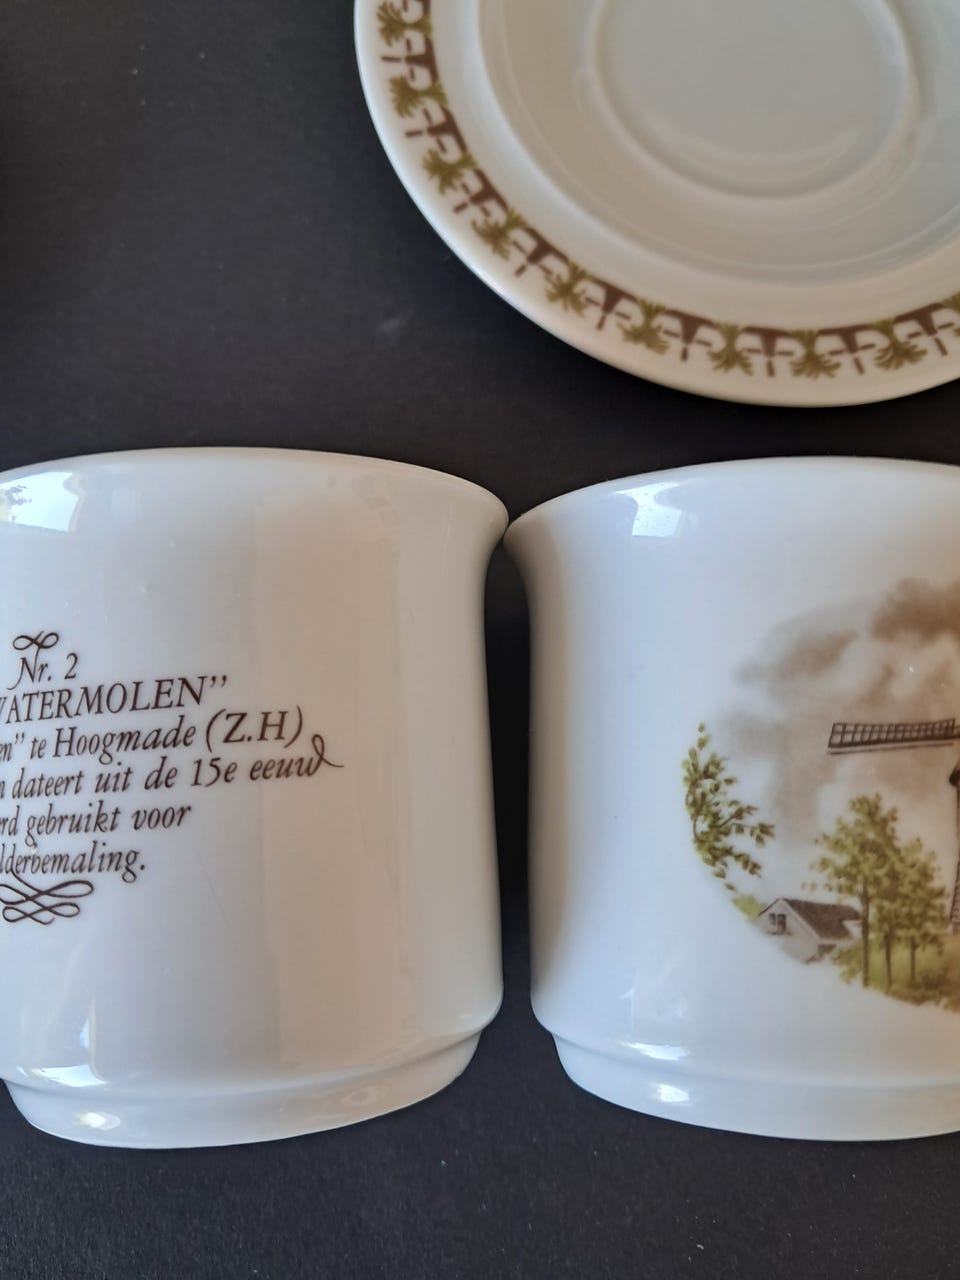 Nr. 2
WATERMOLEN”
en” te Hoogmade (Z.H)
n dateert uit de 15e eeuw
rd gebruikt voor
lderbemaling.